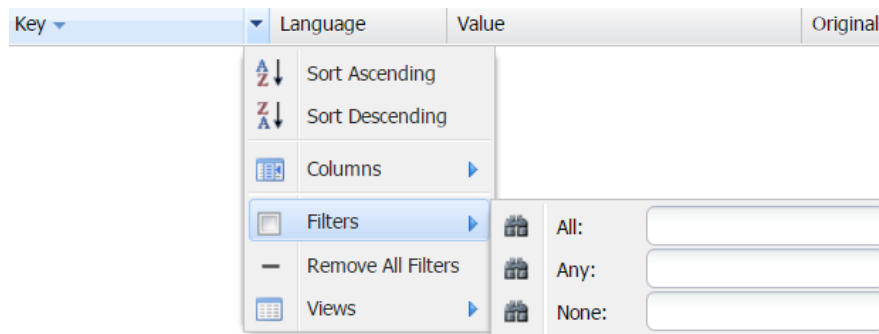 Key Language Value Original
Sort Ascending
Sort Descending
Columns
Filters All:
Remove All Filters Any:
Views None: